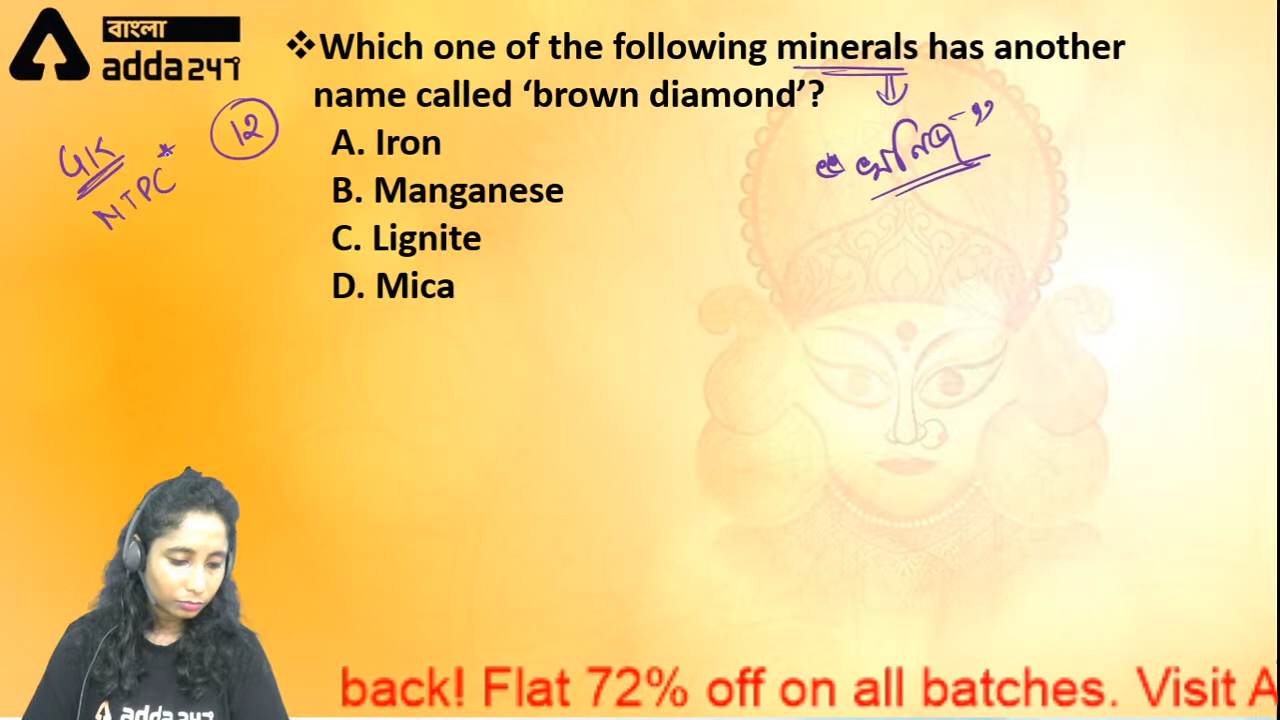 বাংলা
adda247
❖Which one of the following minerals has another
name called ‘brown diamond’?
A. Iron
B. Manganese
C. Lignite
D. Mica
GK
NTPC*
12
“খনিজ”
adda247
back! Flat 72% off on all batches. Visit A